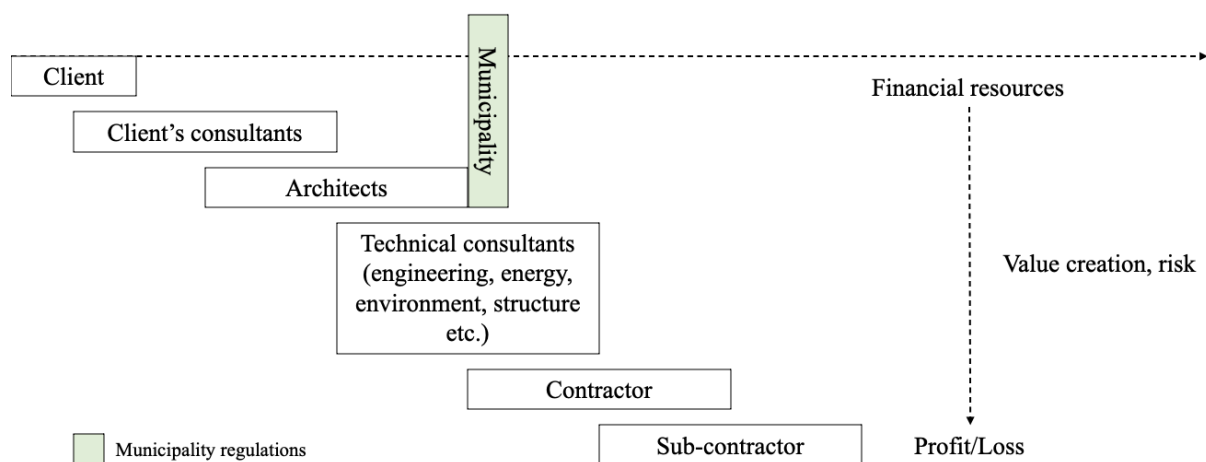 Client
Municipality
Financial resources
Client’s consultants
Architects
Technical consultants
(engineering, energy,
environment, structure
etc.)
Value creation, risk
Contractor
Sub-contractor
Profit/Loss
Municipality regulations